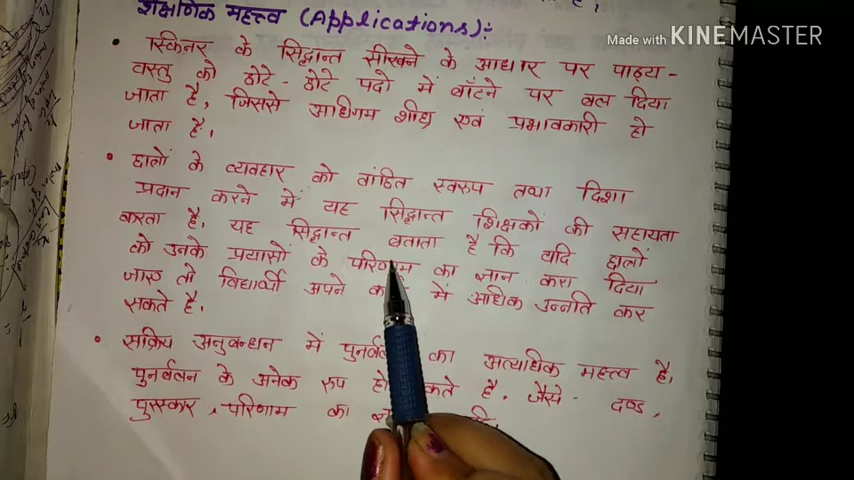 शैक्षणिक महत्त्व (Applications):
Made with KINEMASTER
• स्किनर के सिद्धान्त सीखने के आधार पर पाठ्य-
वस्तु को छोटे-छोटे पदो में बाँटने पर बल दिया
जाता है, जिससे अधिगम शीघ्र एवं प्रभावकारी हो
जाता है.
• छात्रों के व्यवहार को वांछित स्वरुप तथा दिशा
प्रदान करने में यह सिद्धान्त शिक्षकों की सहायता
करता है. यह सिद्धान्त बताता है कि यदि छात्रों
को उनके प्रयासों के परिणाम का ज्ञान करा दिया
जाए तो विद्यार्थी अपने में अधिक उन्नति कर
सकते है.
• सक्रिय अनुबन्धन में का अत्यधिक महत्त्व है.
पुनर्वलन के अनेक रुप है. जैसे- दण्ड,
पुरस्कार, परिणाम का